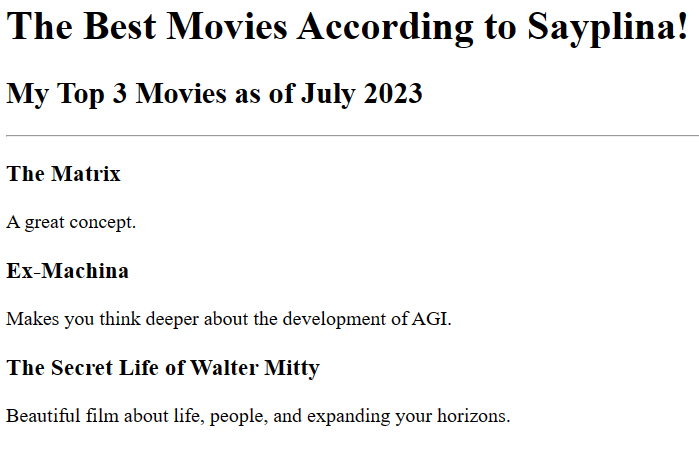 The Best Movies According to Sayplina!
My Top 3 Movies as of July 2023
The Matrix
A great concept.
Ex-Machina
Makes you think deeper about the development of AGI.
The Secret Life of Walter Mitty
Beautiful film about life, people, and expanding your horizons.